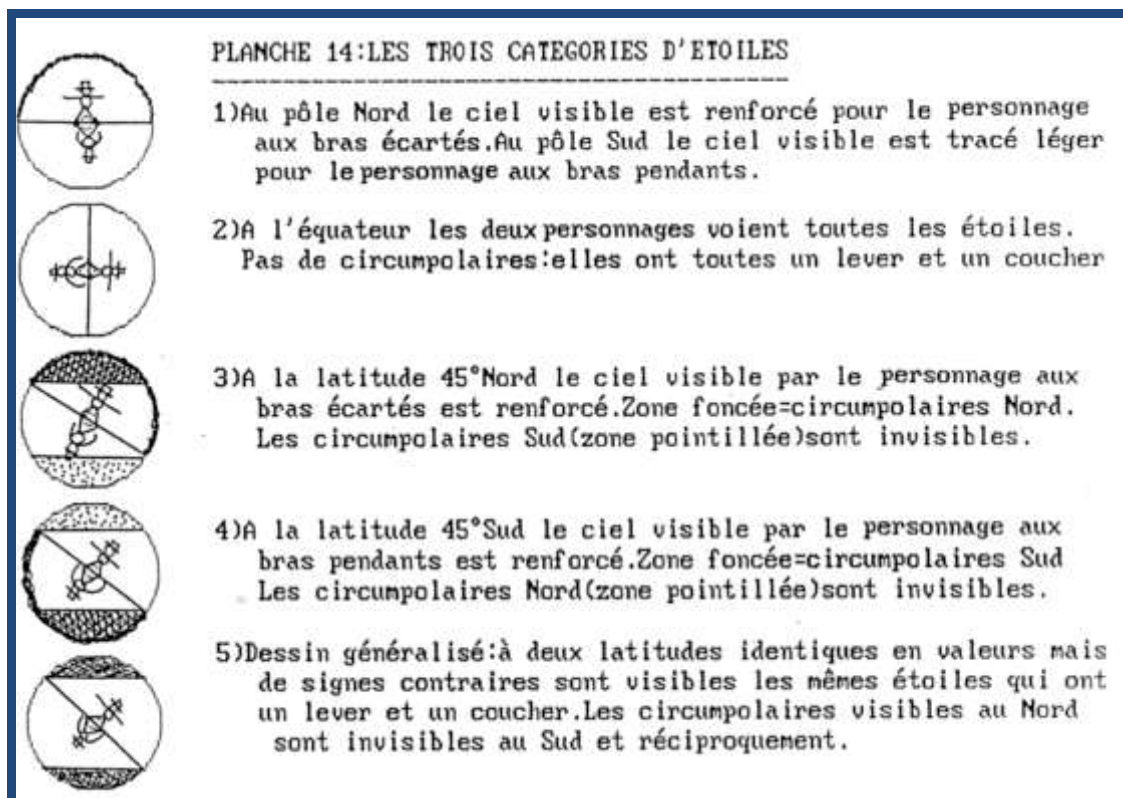 PLANCHE 14:LES TROIS CATEGORIES D'ETOILES
1)Au pôle Nord le ciel visible est renforcé pour le personnage
aux bras écartés.Au pôle Sud le ciel visible est tracé léger
pour le personnage aux bras pendants.
2)A l'équateur les deux personnages voient toutes les étoiles.
Pas de circumpolaires:elles ont toutes un lever et un coucher
3)A la latitude 45°Nord le ciel visible par le personnage aux
bras écartés est renforcé.Zone foncée=circumpolaires Nord.
Les circumpolaires Sud(zone pointillée)sont invisibles.
4)A la latitude 45°Sud le ciel visible par le personnage aux
bras pendants est renforcé.Zone foncée=circumpolaires Sud
Les circumpolaires Nord(zone pointillée)sont invisibles.
5)Dessin généralisé:à deux latitudes identiques en valeurs mais
de signes contraires sont visibles les mêmes étoiles qui ont
un lever et un coucher.Les circumpolaires visibles au Nord
sont invisibles au Sud et réciproquement.